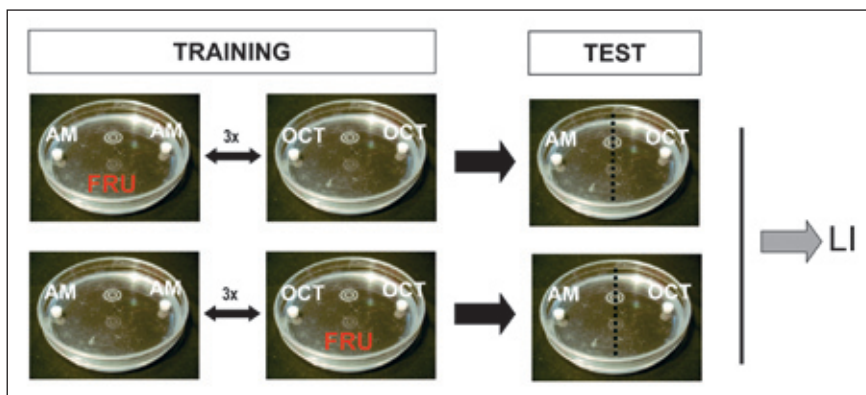 TRAINING
TEST
AM AM
FRU
3x
OCT OCT
AM OCT
AM AM
3x
OCT OCT
FRU
AM OCT
LI